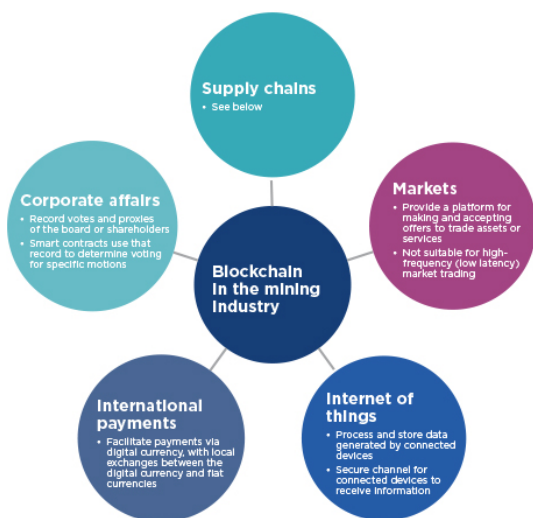 Supply chains
• See below
Corporate affairs
• Record votes and proxies
of the board or shareholders
• Smart contracts use that
record to determine voting
for specific motions
Markets
• Provide a platform for
making and accepting
offers to trade assets or
services
• Not suitable for high-
frequency (low latency)
market trading
Blockchain
in the mining
industry
International
payments
• Facilitate payments via
digital currency, with local
exchanges between the
digital currency and fiat
currencies
Internet of
things
• Process and store data
generated by connected
devices
• Secure channel for
connected devices to
receive information